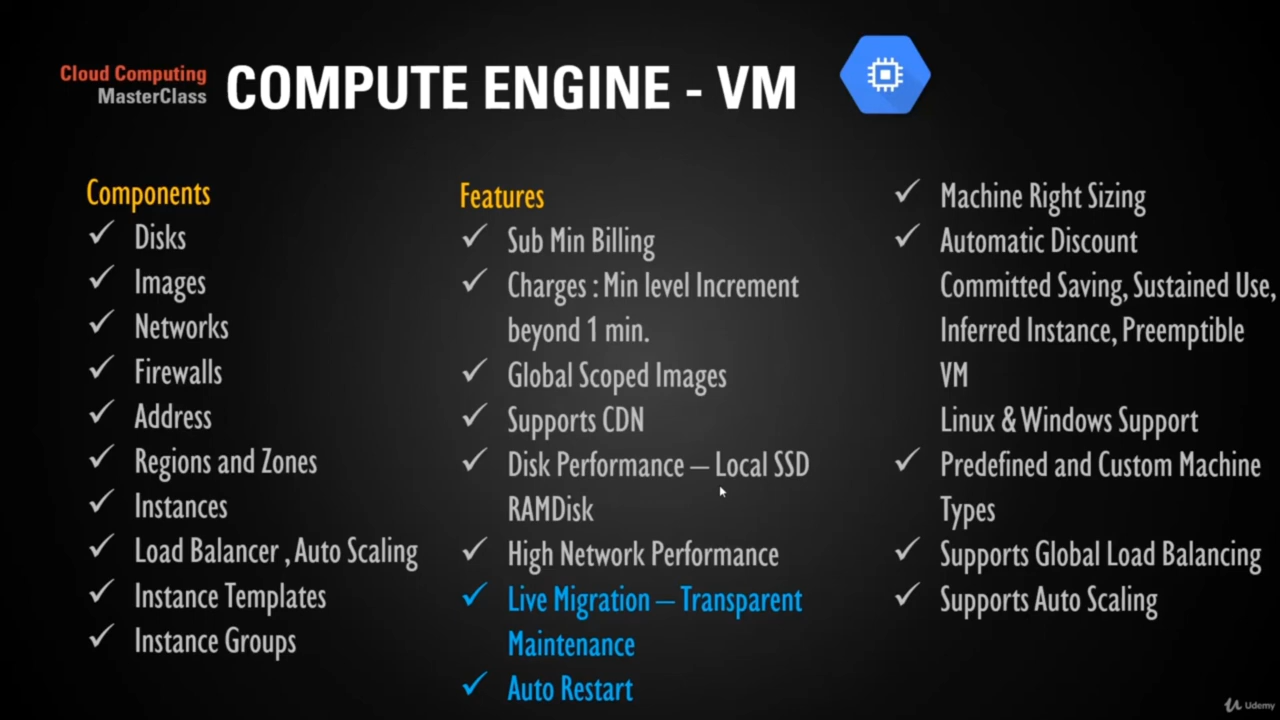 Cloud Computing
MasterClass
COMPUTE ENGINE - VM
Components
✓ Disks
✓ Images
✓ Networks
✓ Firewalls
✓ Address
✓ Regions and Zones
✓ Instances
✓ Load Balancer , Auto Scaling
✓ Instance Templates
✓ Instance Groups
Features
✓ Sub Min Billing
✓ Charges : Min level Increment
beyond 1 min.
✓ Global Scoped Images
✓ Supports CDN
✓ Disk Performance – Local SSD
RAMDisk
✓ High Network Performance
✓ Live Migration – Transparent
Maintenance
✓ Auto Restart
✓ Machine Right Sizing
✓ Automatic Discount
Committed Saving, Sustained Use,
Inferred Instance, Preemptible
VM
Linux & Windows Support
✓ Predefined and Custom Machine
Types
✓ Supports Global Load Balancing
✓ Supports Auto Scaling
Udemy